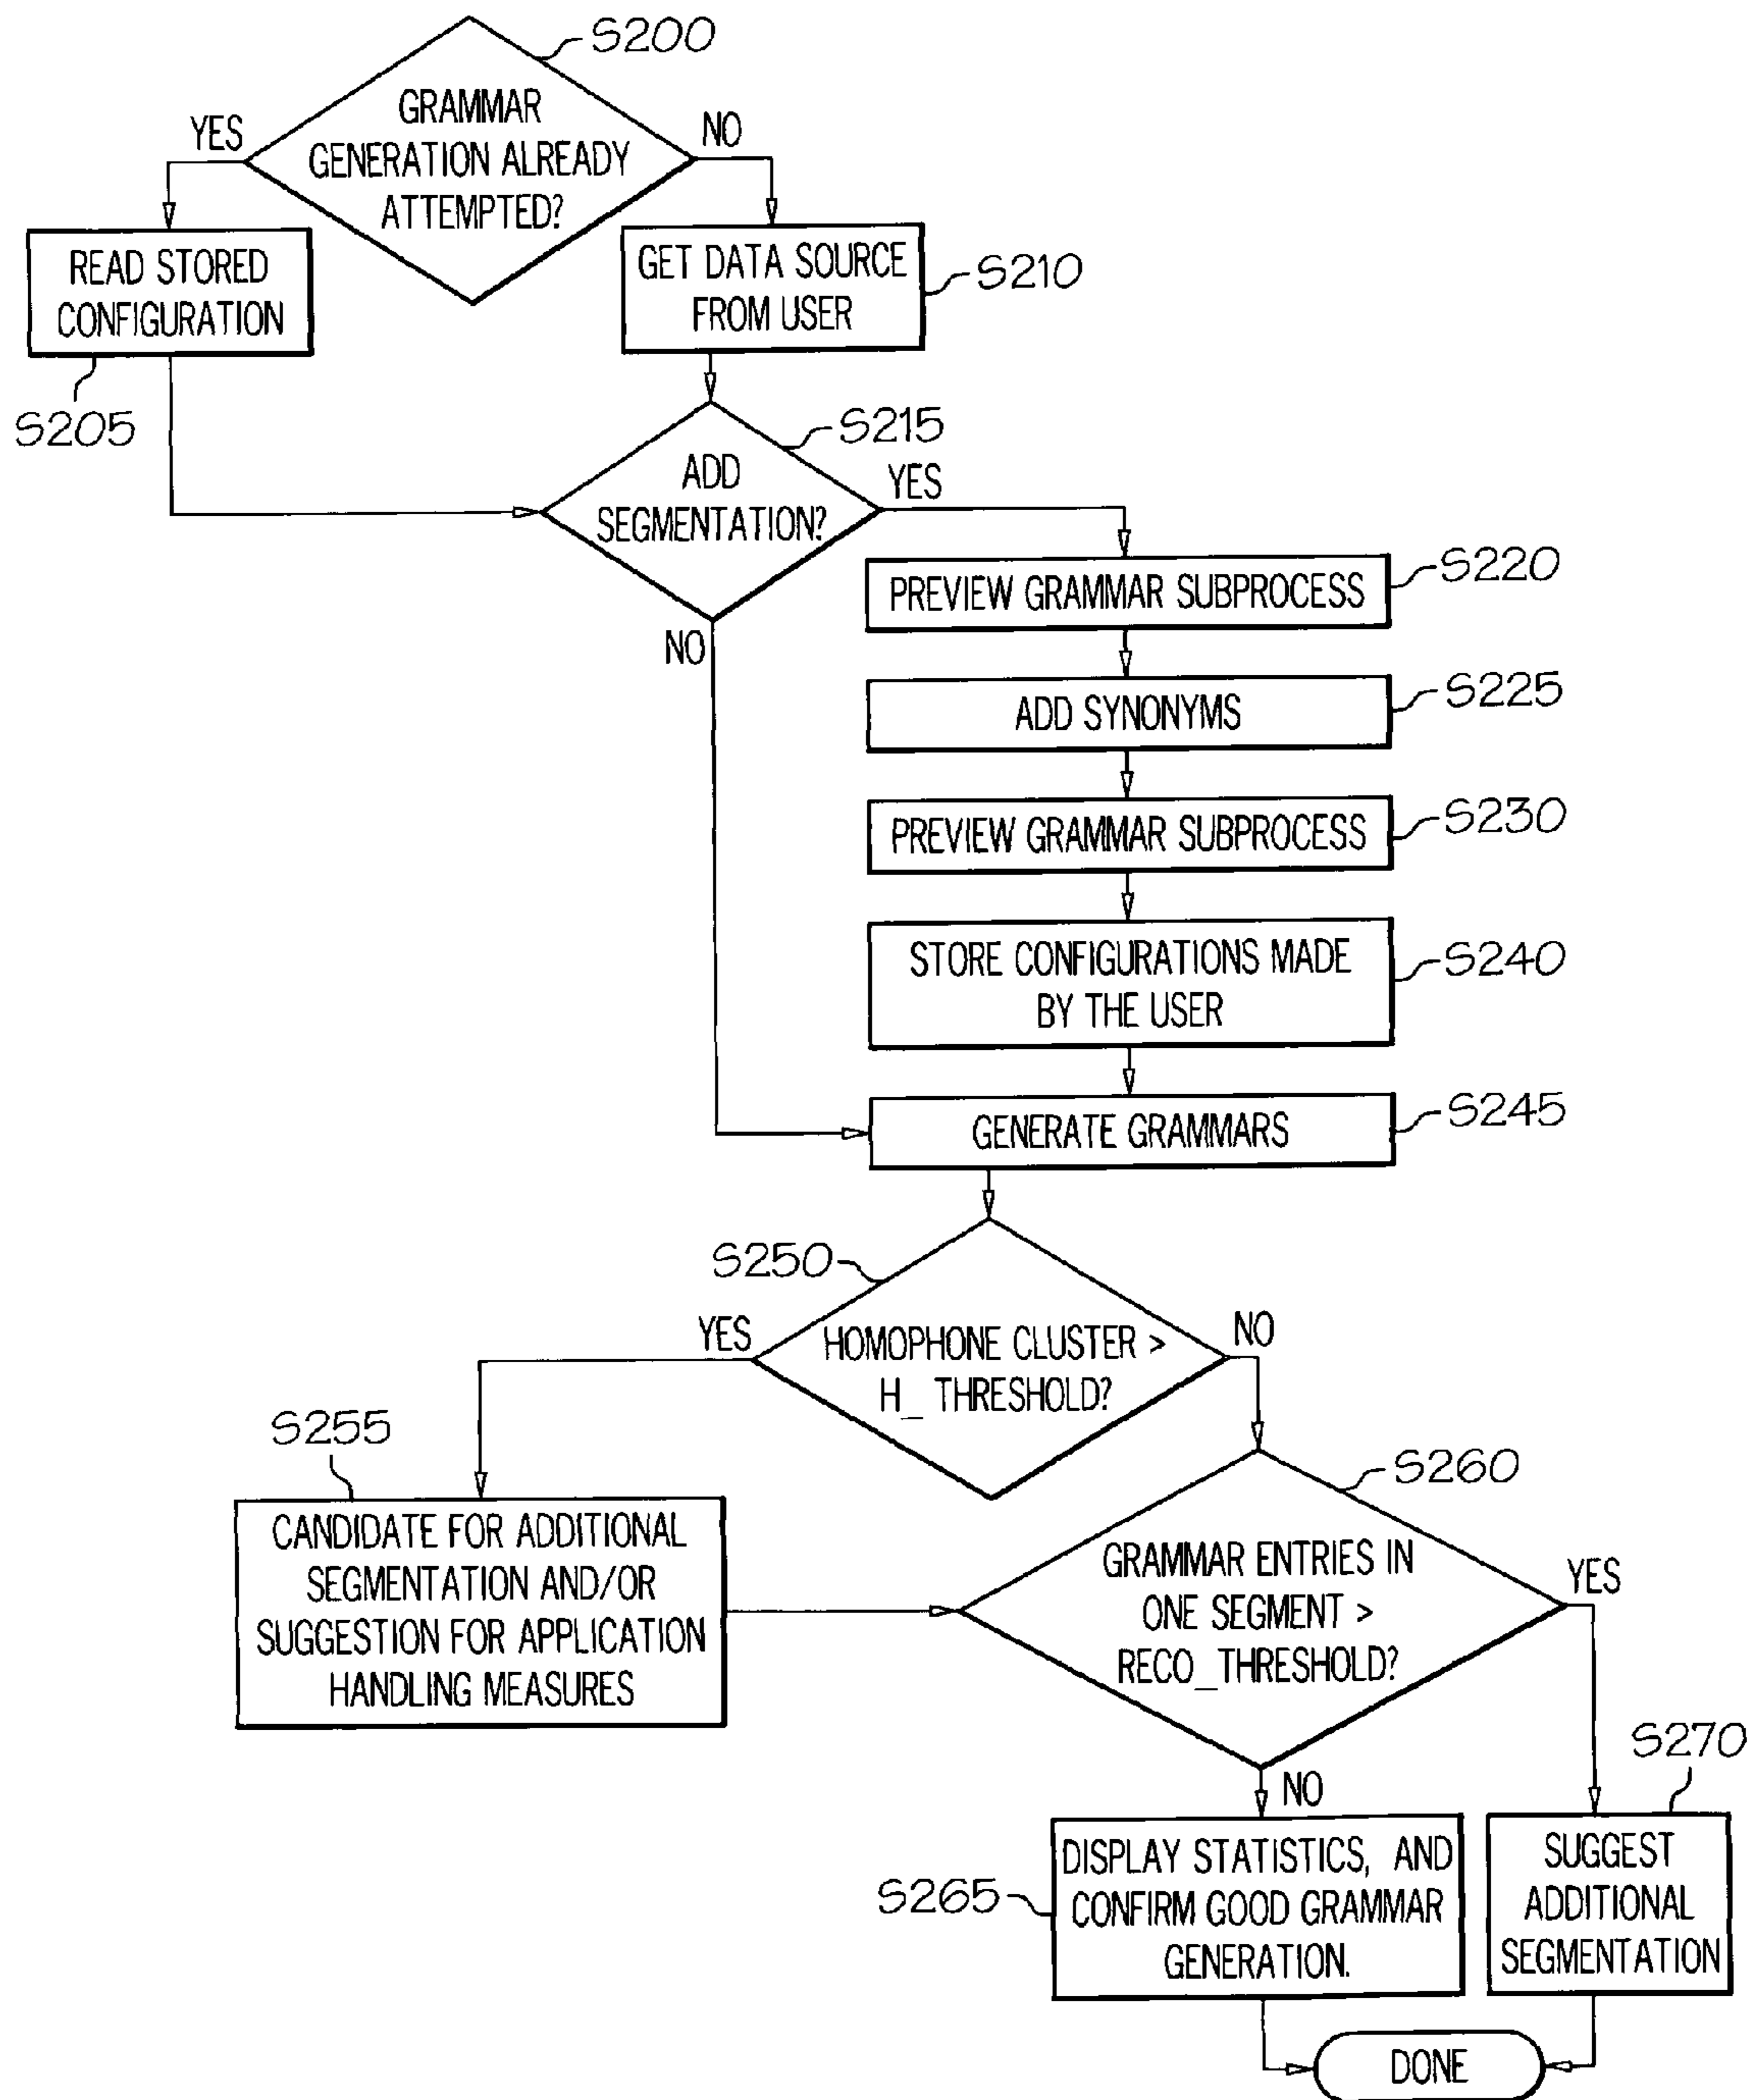 S200
GRAMMAR
GENERATION ALREADY
ATTEMPTED?
YES
NO
READ STORED
CONFIGURATION
S205
GET DATA SOURCE
FROM USER
S210
S215
ADD
SEGMENTATION?
YES
NO
PREVIEW GRAMMAR SUBPROCESS
S220
ADD SYNONYMS
S225
PREVIEW GRAMMAR SUBPROCESS
S230
STORE CONFIGURATIONS MADE
BY THE USER
S240
GENERATE GRAMMARS
S245
S250
HOMOPHONE CLUSTER >
H_ THRESHOLD?
YES
NO
S255
CANDIDATE FOR ADDITIONAL
SEGMENTATION AND/OR
SUGGESTION FOR APPLICATION
HANDLING MEASURES
S260
GRAMMAR ENTRIES IN
ONE SEGMENT >
RECO_THRESHOLD?
YES
NO
S265
DISPLAY STATISTICS, AND
CONFIRM GOOD GRAMMAR
GENERATION.
S270
SUGGEST
ADDITIONAL
SEGMENTATION
DONE